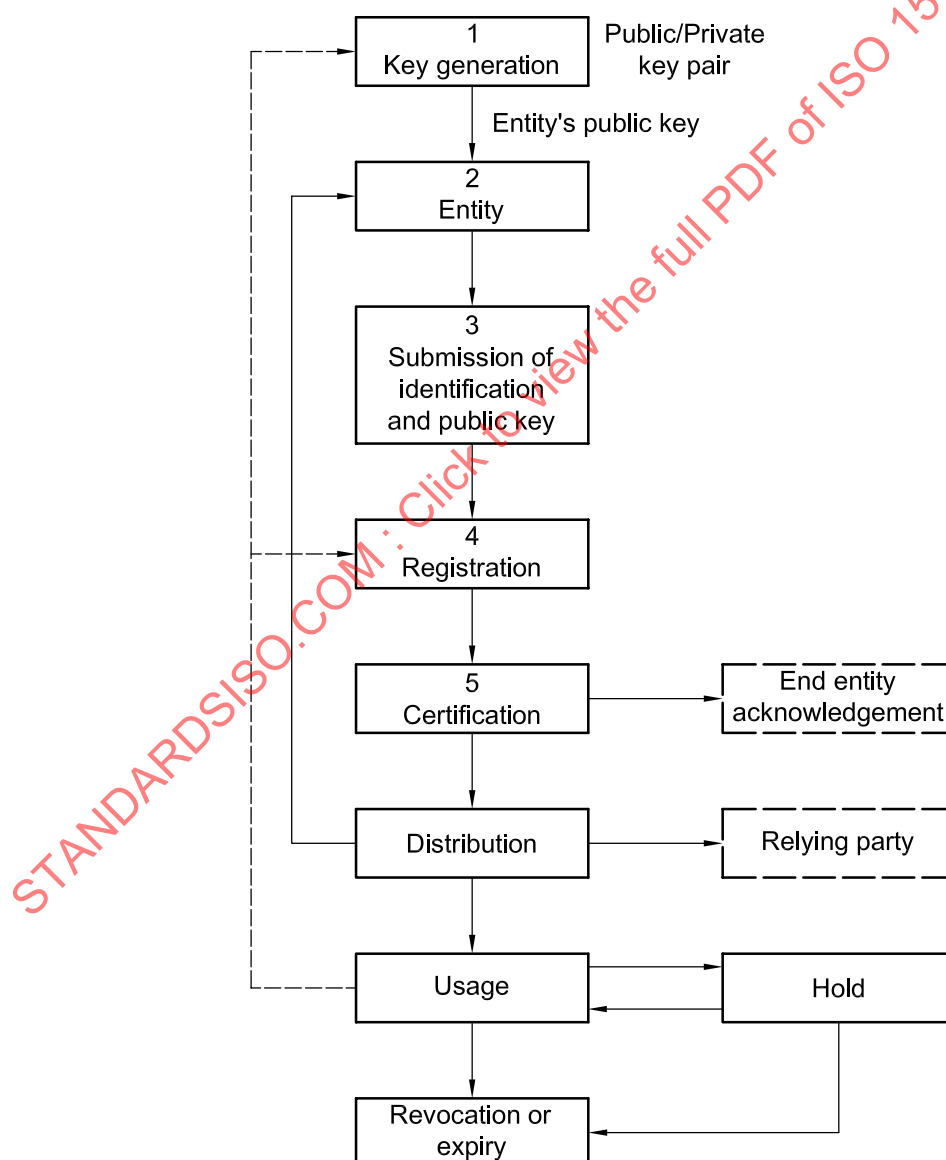 1
Key generation
Public/Private
key pair
Entity's public key
2
Entity
3
Submission of
identification
and public key
4
Registration
5
Certification
End entity
acknowledgement
Distribution
Relying party
Usage
Hold
Revocation or
expiry
STANDARDSISO.COM : Click to view the full PDF of ISO 15